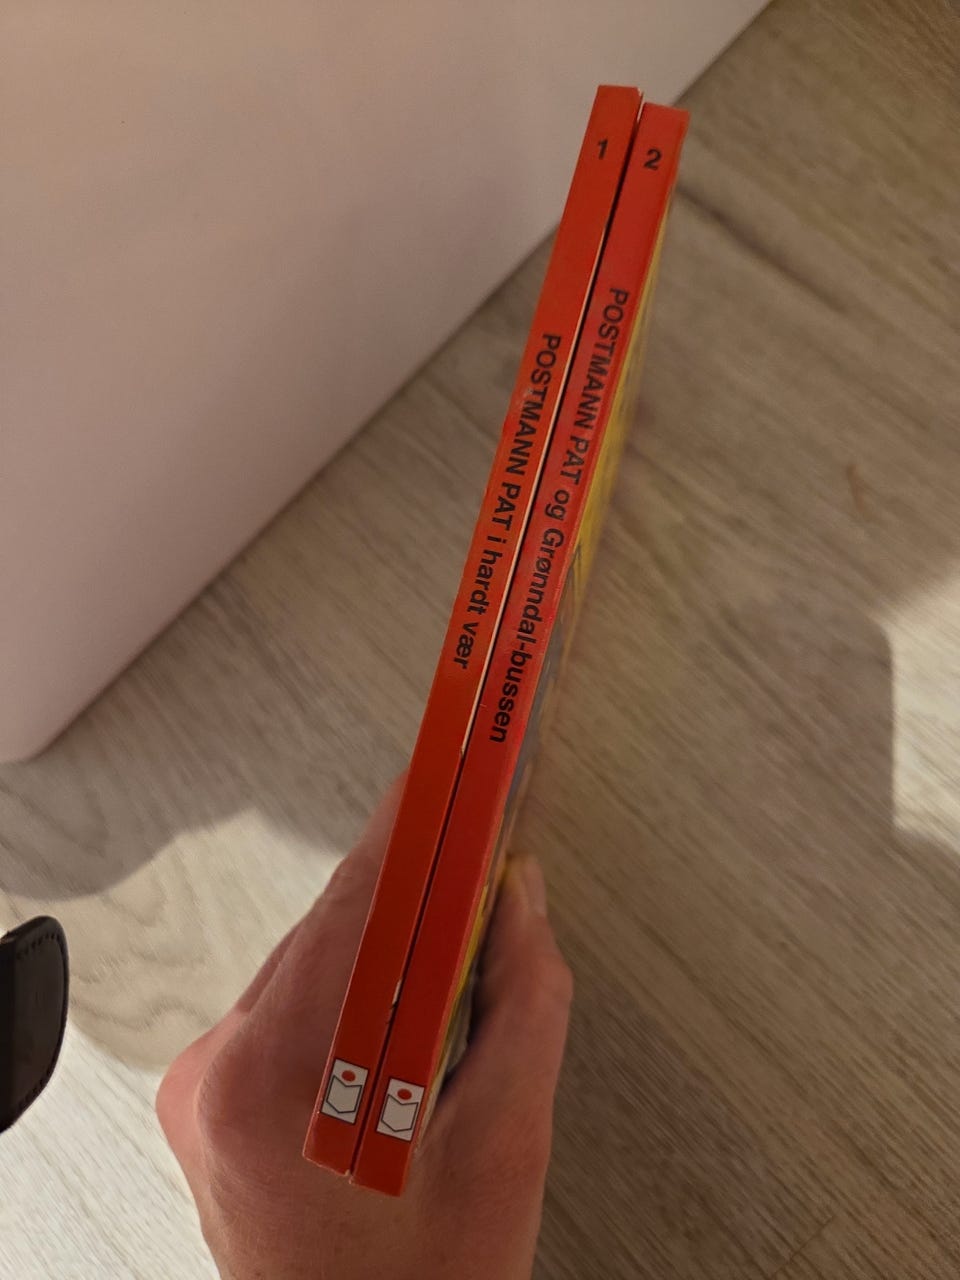 1
POSTMANN PAT i hardt vær
2
POSTMANN PAT og Grønndal-bussen